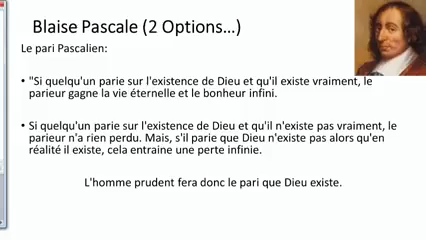 Blaise Pascale (2 Options...)
Le pari Pascalien:
• "Si quelqu'un parie sur l'existence de Dieu et qu'il existe vraiment, le
parieur gagne la vie éternelle et le bonheur infini.
• Si quelqu'un parie sur l'existence de Dieu et qu'il n'existe pas vraiment, le
parieur n'a rien perdu. Mais, s'il parie que Dieu n'existe pas alors qu'en
réalité il existe, cela entraine une perte infinie.
L'homme prudent fera donc le pari que Dieu existe.